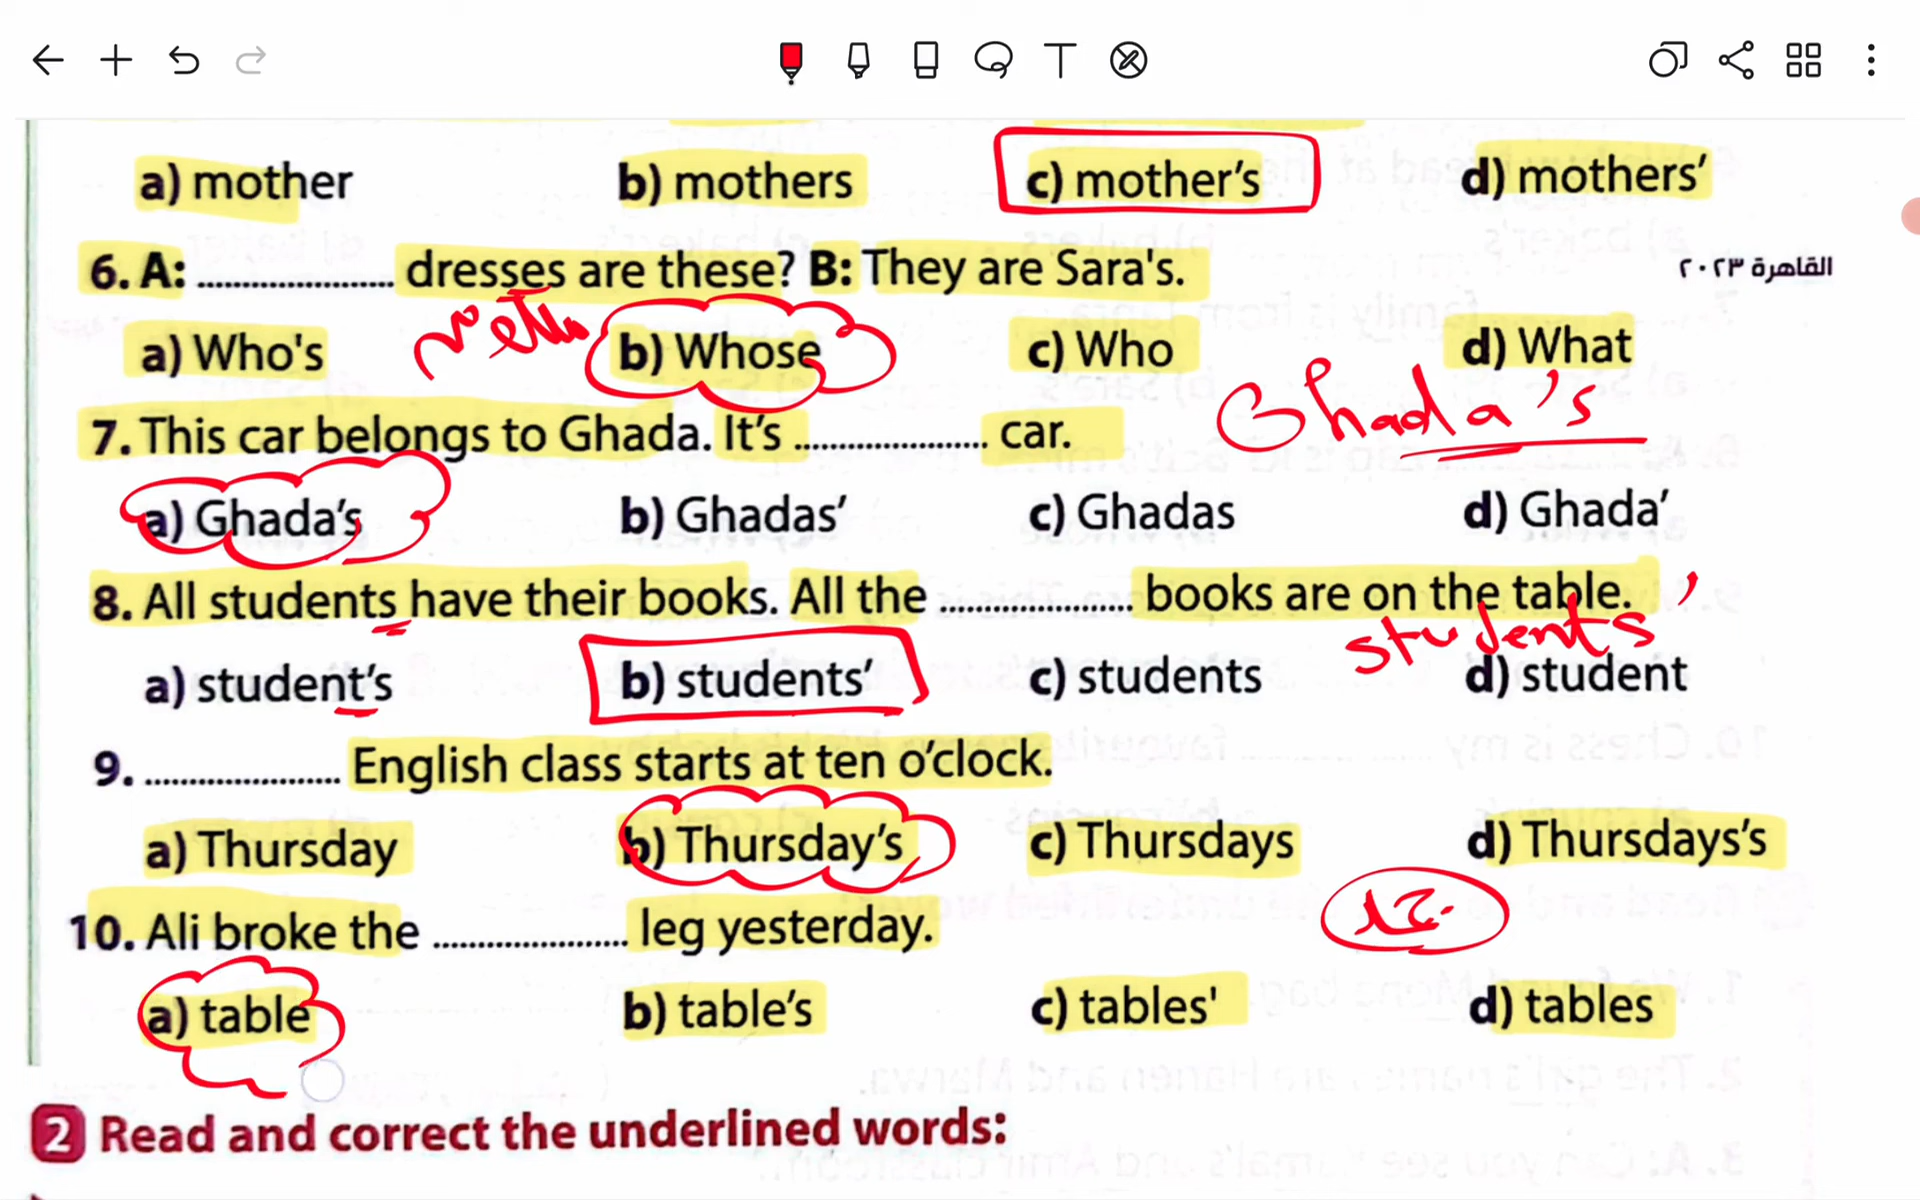 a) mother b) mothers c) mother's d) mothers'
6. A: ...................... dresses are these? B: They are Sara's. القاهرة ٢٠٢٣
a) Who's b) Whose c) Who d) What
Ghada's
7. This car belongs to Ghada. It's ...................... car.
a) Ghada's b) Ghadas' c) Ghadas d) Ghada'
8. All students have their books. All the ...................... books are on the table.
students'
a) student's b) students' c) students d) student
9. ...................... English class starts at ten o'clock.
a) Thursday b) Thursday's c) Thursdays d) Thursdays's
10. Ali broke the ...................... leg yesterday.
a) table b) table's c) tables' d) tables
2 Read and correct the underlined words: